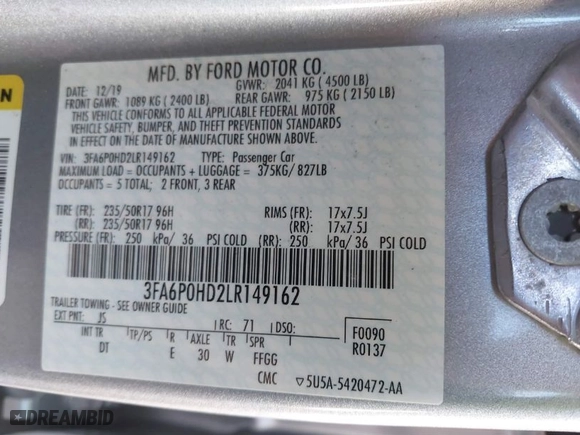 MFD. BY FORD MOTOR CO.
DATE: 12/19 GVWR: 2041 KG ( 4500 LB)
FRONT GAWR: 1089 KG ( 2400 LB) REAR GAWR: 975 KG ( 2150 LB)
THIS VEHICLE CONFORMS TO ALL APPLICABLE FEDERAL MOTOR
VEHICLE SAFETY, BUMPER, AND THEFT PREVENTION STANDARDS
IN EFFECT ON THE DATE OF MANUFACTURE SHOWN ABOVE.
VIN: 3FA6P0HD2LR149162 TYPE: Passenger Car
MAXIMUM LOAD = OCCUPANTS + LUGGAGE = 375KG/ 827LB
OCCUPANTS = 5 TOTAL; 2 FRONT, 3 REAR
TIRE (FR): 235/50R17 96H RIMS (FR): 17x7.5J
(RR): 235/50R17 96H (RR): 17x7.5J
PRESSURE (FR): 250 kPa/ 36 PSI COLD (RR): 250 kPa/ 36 PSI COLD
3FA6P0HD2LR149162
TRAILER TOWING - SEE OWNER GUIDE
EXT PNT: JS RC: 71 DSO: F0090
INT TR TP/PS R AXLE TR SPR R0137
DT E 30 W FFGG
CMC ▽5U5A-5420472-AA
AUTO-DREAMBID